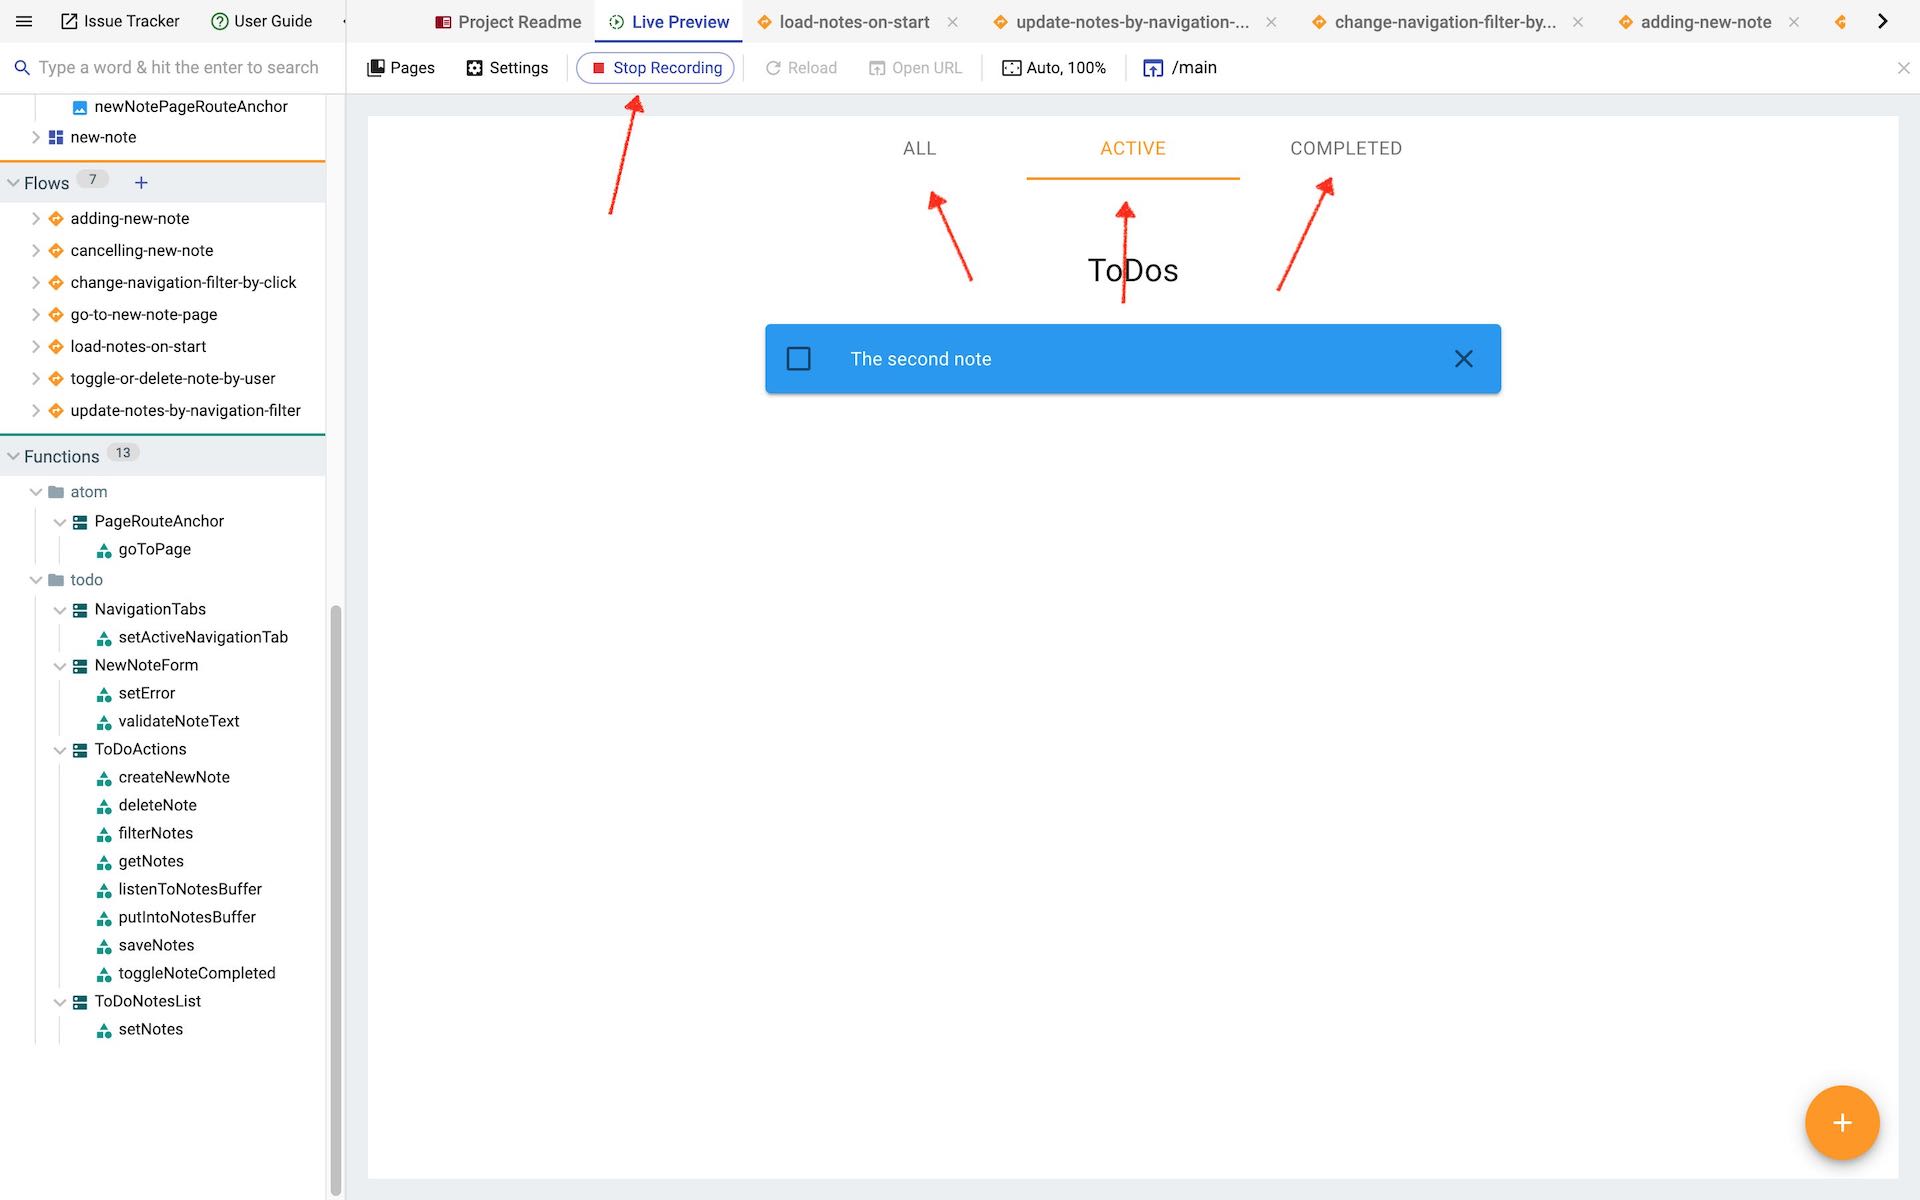 Issue Tracker
User Guide
Project Readme
Live Preview
load-notes-on-start
update-notes-by-navigation-...
change-navigation-filter-by...
adding-new-note
Type a word & hit the enter to search
Pages
Settings
Stop Recording
Reload
Open URL
Auto, 100%
/main
newNotePageRouteAnchor
new-note
Flows 7
adding-new-note
cancelling-new-note
change-navigation-filter-by-click
go-to-new-note-page
load-notes-on-start
toggle-or-delete-note-by-user
update-notes-by-navigation-filter
Functions 13
atom
PageRouteAnchor
goToPage
todo
NavigationTabs
setActiveNavigationTab
NewNoteForm
setError
validateNoteText
ToDoActions
createNewNote
deleteNote
filterNotes
getNotes
listenToNotesBuffer
putIntoNotesBuffer
saveNotes
toggleNoteCompleted
ToDoNotesList
setNotes
ALL
ACTIVE
COMPLETED
ToDos
The second note